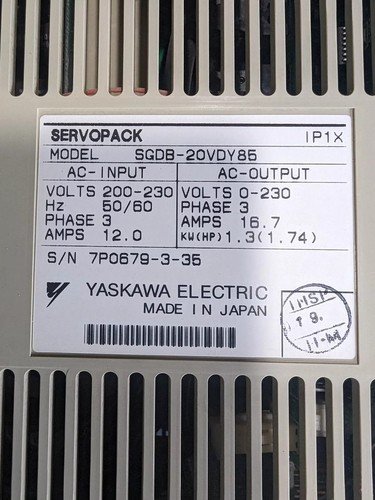 SERVOPACK IP1X
MODEL SGDB-20VDY85
AC-INPUT AC-OUTPUT
VOLTS 200-230 VOLTS 0-230
Hz 50/60 PHASE 3
PHASE 3 AMPS 16.7
AMPS 12.0 KW(HP) 1.3(1.74)
S/N 7P0679-3-35
YASKAWA ELECTRIC
MADE IN JAPAN
INSP